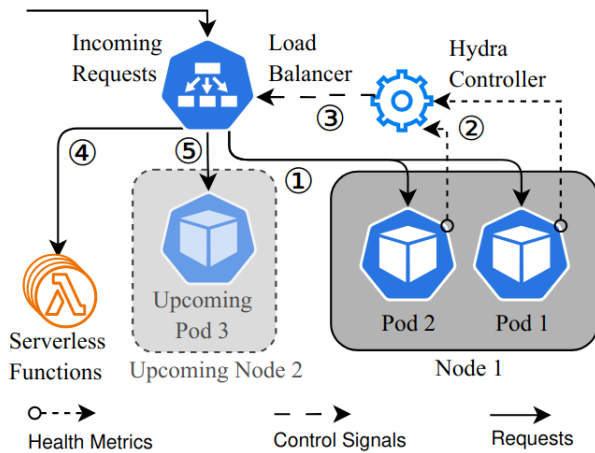 Incoming
Requests
Load
Balancer
Hydra
Controller
③
②
④
⑤
①
Upcoming
Pod 3
Pod 2
Pod 1
Serverless
Functions
Upcoming Node 2
Node 1
Health Metrics
Control Signals
Requests